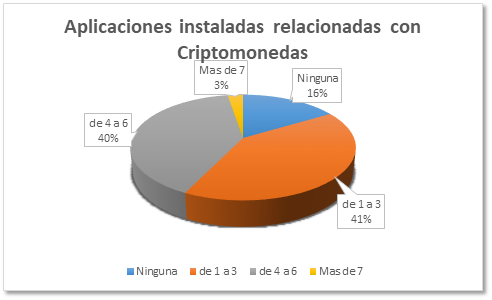 Aplicaciones instaladas relacionadas con
Criptomonedas
Mas de 7
3%
Ninguna
16%
de 4 a 6
40%
de 1 a 3
41%
Ninguna
de 1 a 3
de 4 a 6
Mas de 7